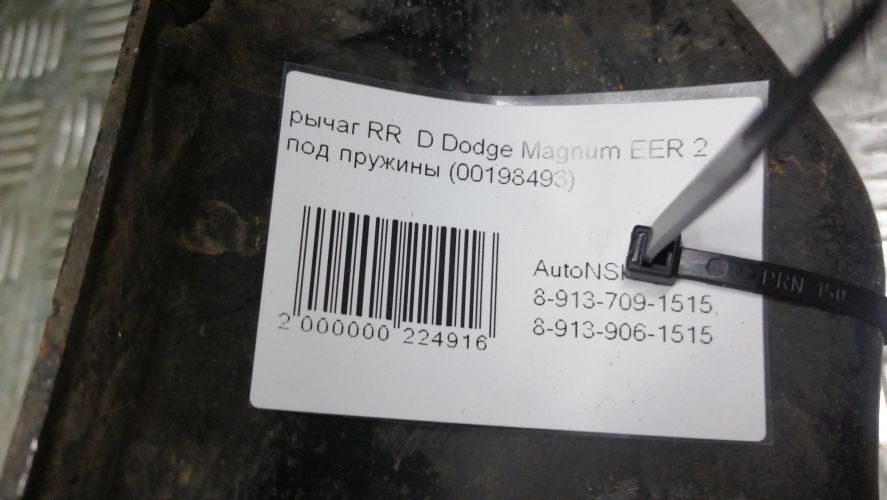 рычаг RR D Dodge Magnum EER 2
под пружины (00198493)
2 000000 224916
8-913-709-1515,
8-913-906-1515
PRN 150